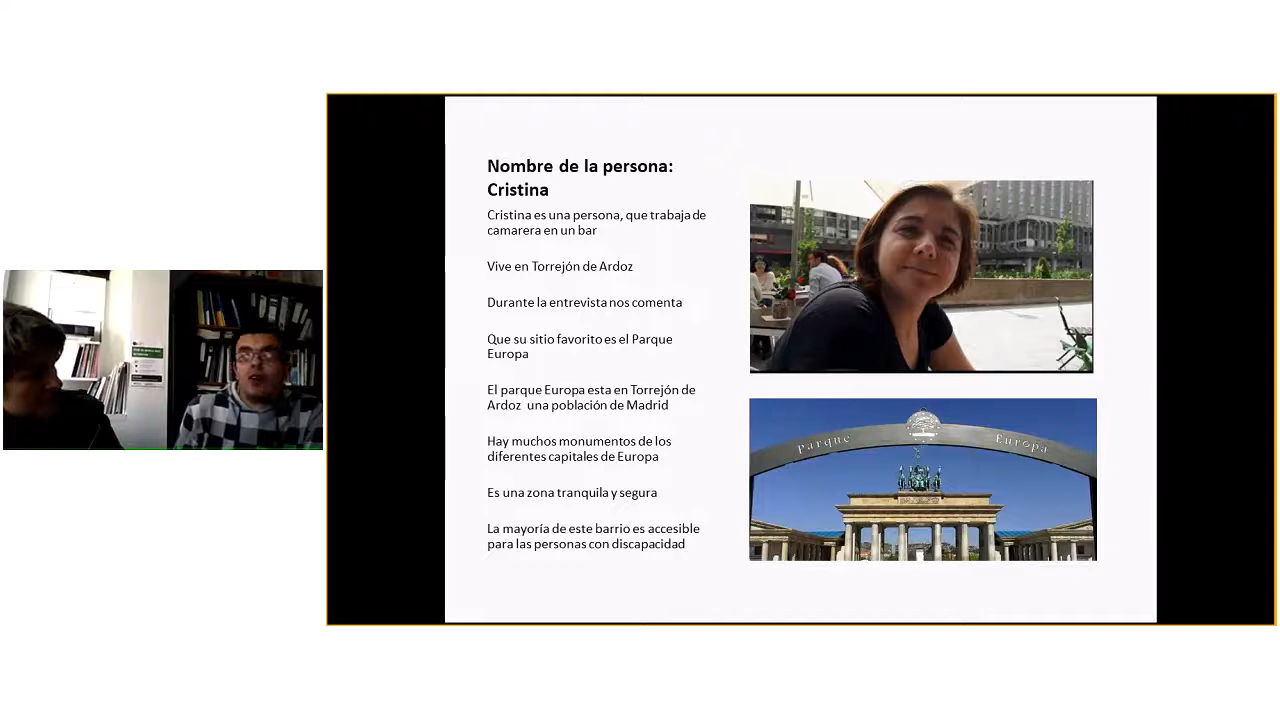 Nombre de la persona:
Cristina
Cristina es una persona, que trabaja de
camarera en un bar
Vive en Torrejón de Ardoz
Durante la entrevista nos comenta
Que su sitio favorito es el Parque
Europa
El parque Europa esta en Torrejón de
Ardoz una población de Madrid
Hay muchos monumentos de los
diferentes capitales de Europa
Es una zona tranquila y segura
La mayoría de este barrio es accesible
para las personas con discapacidad
Parque Europa